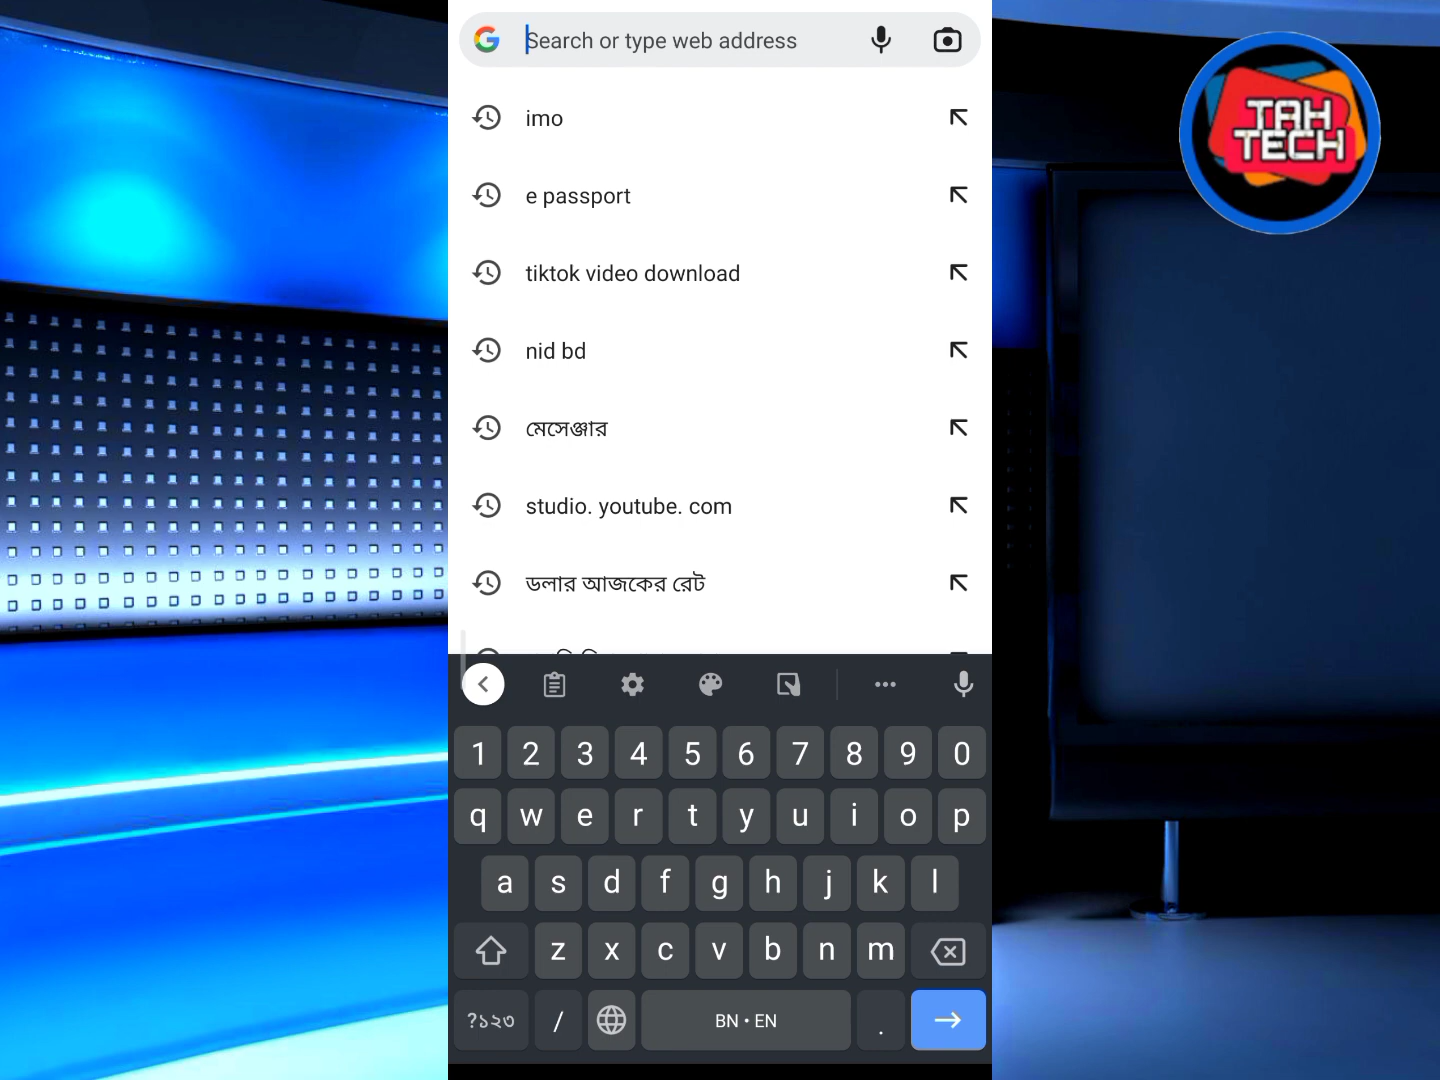 Search or type web address
TAH
TECH
imo
e passport
tiktok video download
nid bd
মেসেঞ্জার
studio. youtube. com
ডলার আজকের রেট
1 2 3 4 5 6 7 8 9 0
q w e r t y u i o p
a s d f g h j k l
z x c v b n m
?১২৩ / BN • EN .